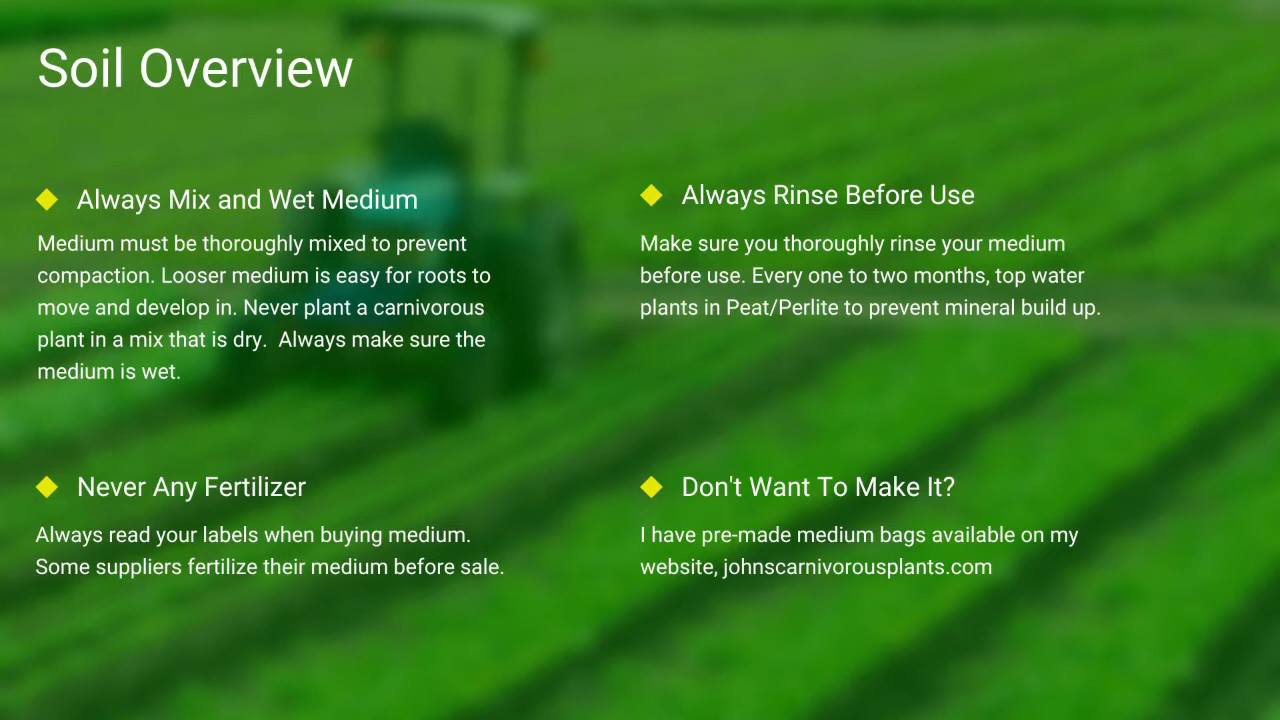 Soil Overview
Always Mix and Wet Medium
Medium must be thoroughly mixed to prevent
compaction. Looser medium is easy for roots to
move and develop in. Never plant a carnivorous
plant in a mix that is dry.  Always make sure the
medium is wet.
Always Rinse Before Use
Make sure you thoroughly rinse your medium
before use. Every one to two months, top water
plants in Peat/Perlite to prevent mineral build up.
Never Any Fertilizer
Always read your labels when buying medium.
Some suppliers fertilize their medium before sale.
Don't Want To Make It?
I have pre-made medium bags available on my
website, johnscarnivorousplants.com